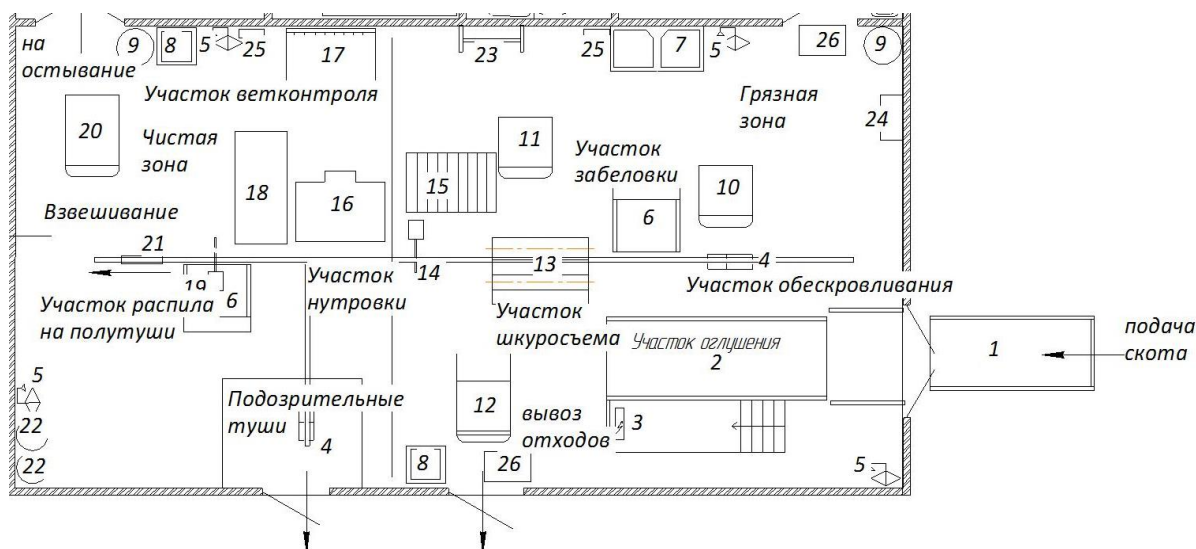 на
остывание
9
8
5
25
17
23
25
7
5
26
9
Участок ветконтроля
Грязная
зона
24
20
Чистая
зона
11
Участок
забеловки
10
18
16
15
6
Взвешивание
21
14
13
4
19
6
Участок распила
на полутуши
Участок
нутровки
Участок
шкуросъема
Участок обескровливания
Участок оглушения
2
1
подача
скота
5
22
22
Подозрительные
туши
4
12
вывоз
отходов
3
8
26
5